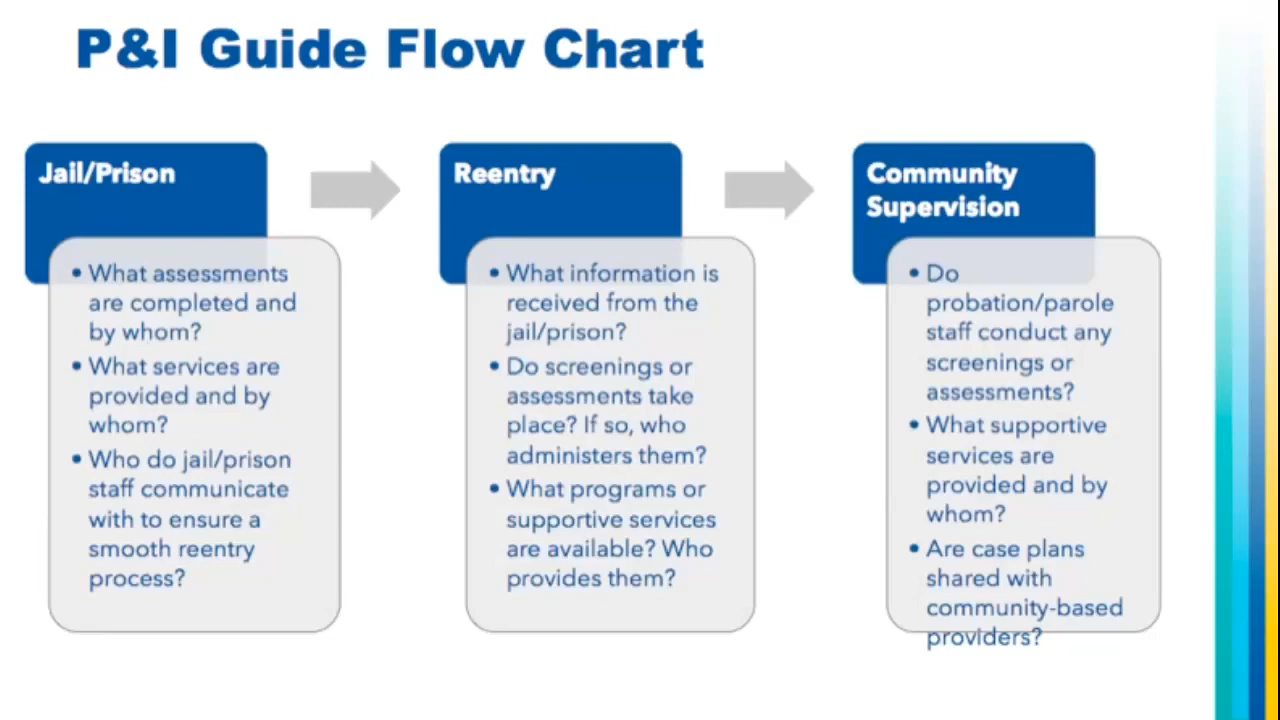 P&I Guide Flow Chart
Jail/Prison
• What assessments
are completed and
by whom?
• What services are
provided and by
whom?
• Who do jail/prison
staff communicate
with to ensure a
smooth reentry
process?
Reentry
• What information is
received from the
jail/prison?
• Do screenings or
assessments take
place? If so, who
administers them?
• What programs or
supportive services
are available? Who
provides them?
Community
Supervision
• Do
probation/parole
staff conduct any
screenings or
assessments?
• What supportive
services are
provided and by
whom?
• Are case plans
shared with
community-based
providers?